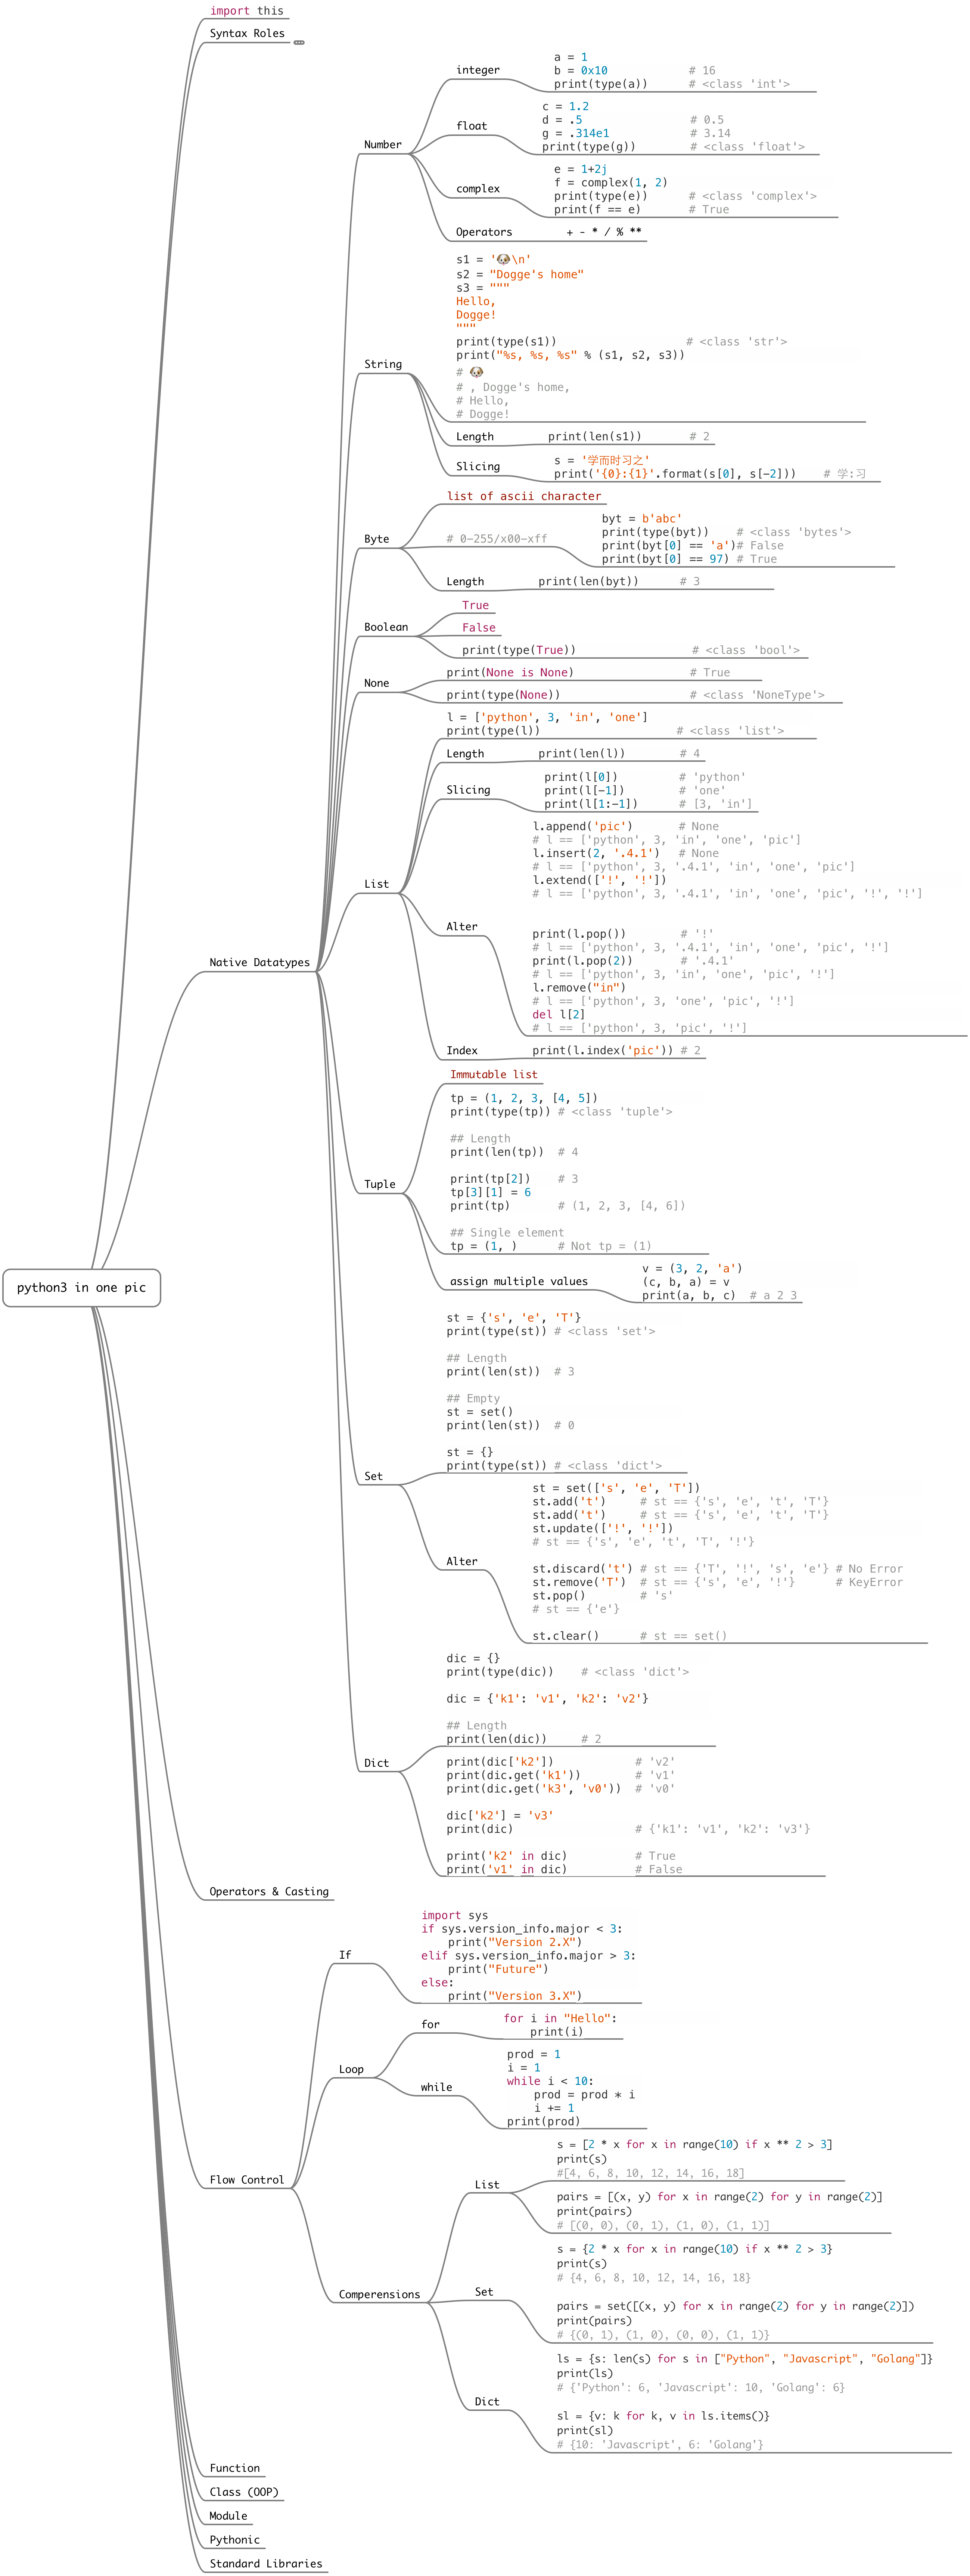 import this
Syntax Roles
python3 in one pic
Native Datatypes
Number
integer
a = 1
b = 0x10 # 16
print(type(a)) # <class 'int'>
float
c = 1.2
d = .5 # 0.5
g = .314e1 # 3.14
print(type(g)) # <class 'float'>
complex
e = 1+2j
f = complex(1, 2)
print(type(e)) # <class 'complex'>
print(f == e) # True
Operators
+ - * / % **
String
s1 = '🐶\n'
s2 = "Dogge's home"
s3 = """
Hello,
Dogge!
"""
print(type(s1)) # <class 'str'>
print("%s, %s, %s" % (s1, s2, s3))
# 🐶
# , Dogge's home,
# Hello,
# Dogge!
Length
print(len(s1)) # 2
Slicing
s = '学而时习之'
print('{0}:{1}'.format(s[0], s[-2])) # 学:习
Byte
list of ascii character
# 0-255/x00-xff
byt = b'abc'
print(type(byt)) # <class 'bytes'>
print(byt[0] == 'a')# False
print(byt[0] == 97) # True
Length
print(len(byt)) # 3
Boolean
True
False
print(type(True)) # <class 'bool'>
None
print(None is None) # True
print(type(None)) # <class 'NoneType'>
List
l = ['python', 3, 'in', 'one']
print(type(l)) # <class 'list'>
Length
print(len(l)) # 4
Slicing
print(l[0]) # 'python'
print(l[-1]) # 'one'
print(l[1:-1]) # [3, 'in']
Alter
l.append('pic') # None
# l == ['python', 3, 'in', 'one', 'pic']
l.insert(2, '.4.1') # None
# l == ['python', 3, '.4.1', 'in', 'one', 'pic']
l.extend(['!', '!'])
# l == ['python', 3, '.4.1', 'in', 'one', 'pic', '!', '!']
print(l.pop()) # '!'
# l == ['python', 3, '.4.1', 'in', 'one', 'pic', '!']
print(l.pop(2)) # '.4.1'
# l == ['python', 3, 'in', 'one', 'pic', '!']
l.remove("in")
# l == ['python', 3, 'one', 'pic', '!']
del l[2]
# l == ['python', 3, 'pic', '!']
Index
print(l.index('pic')) # 2
Tuple
Immutable list
tp = (1, 2, 3, [4, 5])
print(type(tp)) # <class 'tuple'>
## Length
print(len(tp)) # 4
print(tp[2]) # 3
tp[3][1] = 6
print(tp) # (1, 2, 3, [4, 6])
## Single element
tp = (1, ) # Not tp = (1)
assign multiple values
v = (3, 2, 'a')
(c, b, a) = v
print(a, b, c) # a 2 3
Set
st = {'s', 'e', 'T'}
print(type(st)) # <class 'set'>
## Length
print(len(st)) # 3
## Empty
st = set()
print(len(st)) # 0
st = {}
print(type(st)) # <class 'dict'>
Alter
st = set(['s', 'e', 'T'])
st.add('t') # st == {'s', 'e', 't', 'T'}
st.add('t') # st == {'s', 'e', 't', 'T'}
st.update(['!', '!'])
# st == {'s', 'e', 't', 'T', '!'}
st.discard('t') # st == {'T', '!', 's', 'e'} # No Error
st.remove('T') # st == {'s', 'e', '!'} # KeyError
st.pop() # 's'
# st == {'e'}
st.clear() # st == set()
Dict
dic = {}
print(type(dic)) # <class 'dict'>
dic = {'k1': 'v1', 'k2': 'v2'}
## Length
print(len(dic)) # 2
print(dic['k2']) # 'v2'
print(dic.get('k1')) # 'v1'
print(dic.get('k3', 'v0')) # 'v0'
dic['k2'] = 'v3'
print(dic) # {'k1': 'v1', 'k2': 'v3'}
print('k2' in dic) # True
print('v1' in dic) # False
Operators & Casting
Flow Control
If
import sys
if sys.version_info.major < 3:
print("Version 2.X")
elif sys.version_info.major > 3:
print("Future")
else:
print("Version 3.X")
Loop
for
for i in "Hello":
print(i)
while
prod = 1
i = 1
while i < 10:
prod = prod * i
i += 1
print(prod)
Comperensions
List
s = [2 * x for x in range(10) if x ** 2 > 3]
print(s)
#[4, 6, 8, 10, 12, 14, 16, 18]
pairs = [(x, y) for x in range(2) for y in range(2)]
print(pairs)
# [(0, 0), (0, 1), (1, 0), (1, 1)]
Set
s = {2 * x for x in range(10) if x ** 2 > 3}
print(s)
# {4, 6, 8, 10, 12, 14, 16, 18}
pairs = set([(x, y) for x in range(2) for y in range(2)])
print(pairs)
# {(0, 1), (1, 0), (0, 0), (1, 1)}
Dict
ls = {s: len(s) for s in ["Python", "Javascript", "Golang"]}
print(ls)
# {'Python': 6, 'Javascript': 10, 'Golang': 6}
sl = {v: k for k, v in ls.items()}
print(sl)
# {10: 'Javascript', 6: 'Golang'}
Function
Class (OOP)
Module
Pythonic
Standard Libraries